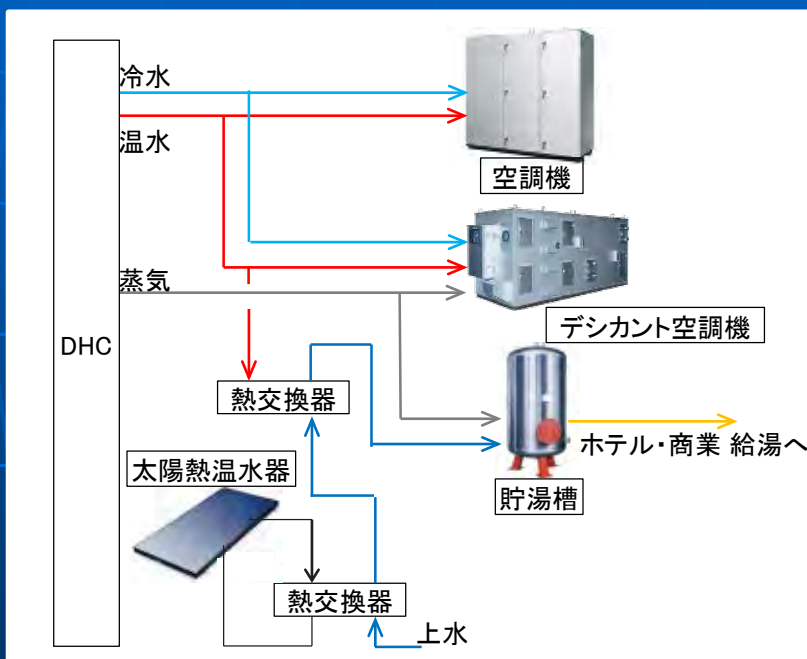 冷水
温水
空調機
蒸気
デシカント空調機
DHC
熱交換器
ホテル・商業 給湯へ
太陽熱温水器
貯湯槽
熱交換器
上水